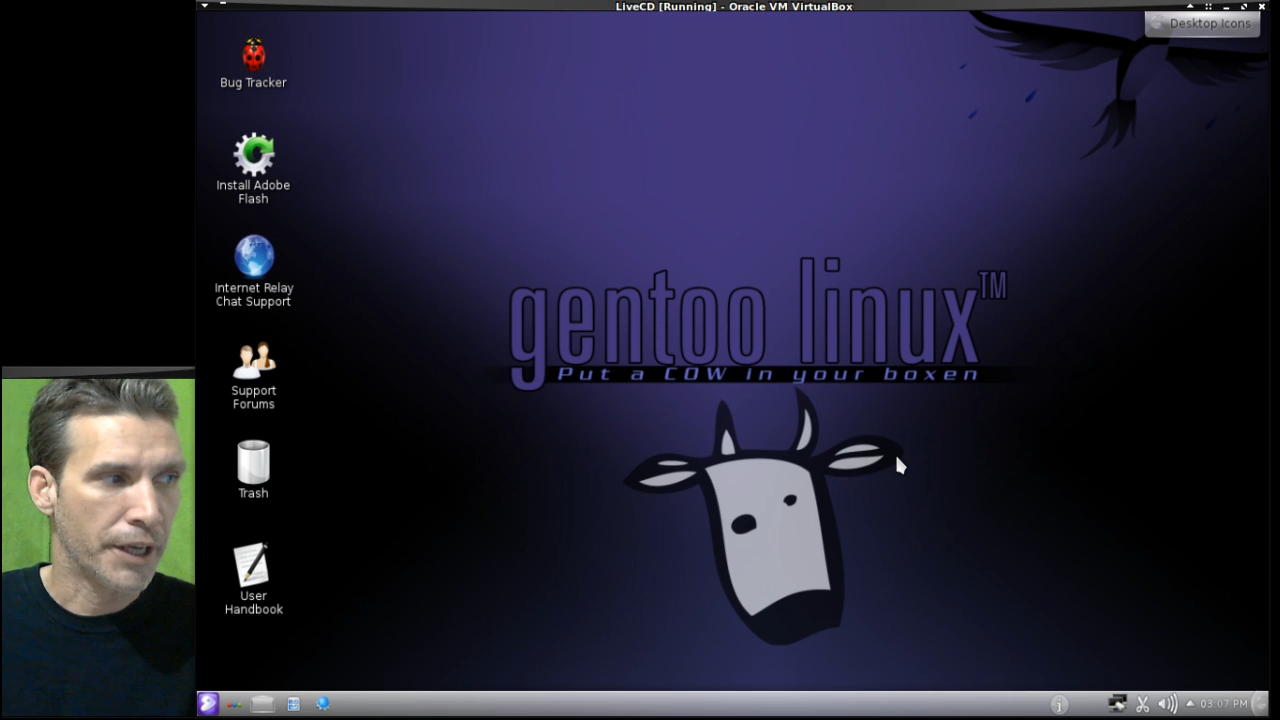 LiveCD [Running] - Oracle VM VirtualBox
Desktop Icons
Bug Tracker
Install Adobe
Flash
Internet Relay
Chat Support
Support
Forums
Trash
User
Handbook
gentoo linux™
Put a COW in your boxen
03:07 PM